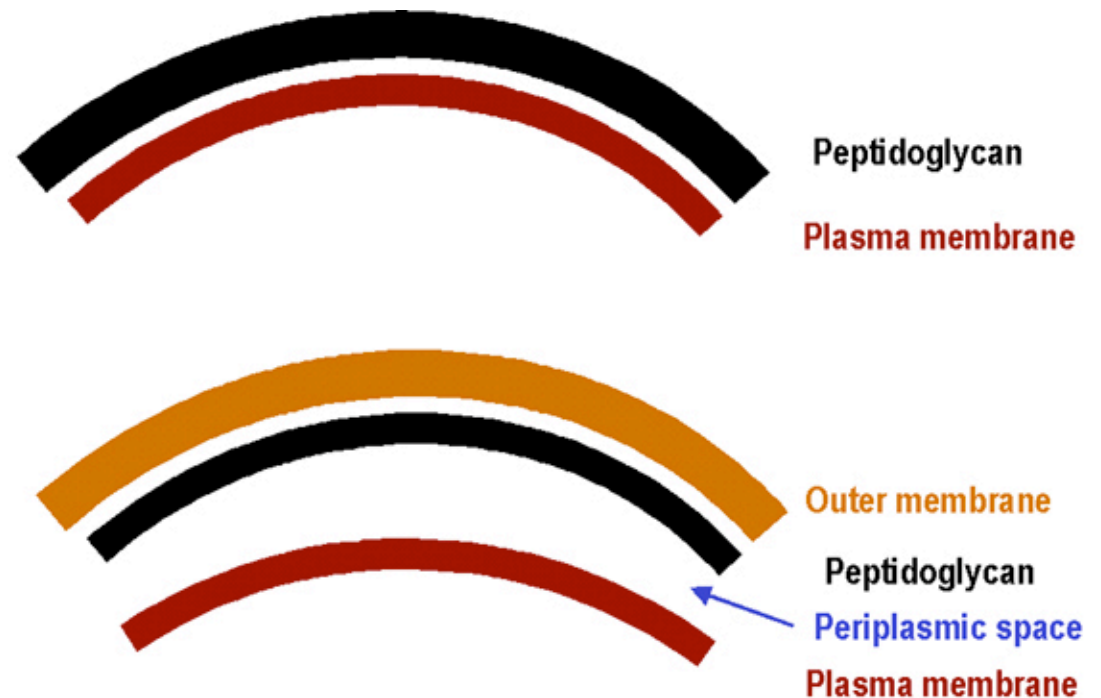 Peptidoglycan
Plasma membrane
Outer membrane
Peptidoglycan
Periplasmic space
Plasma membrane